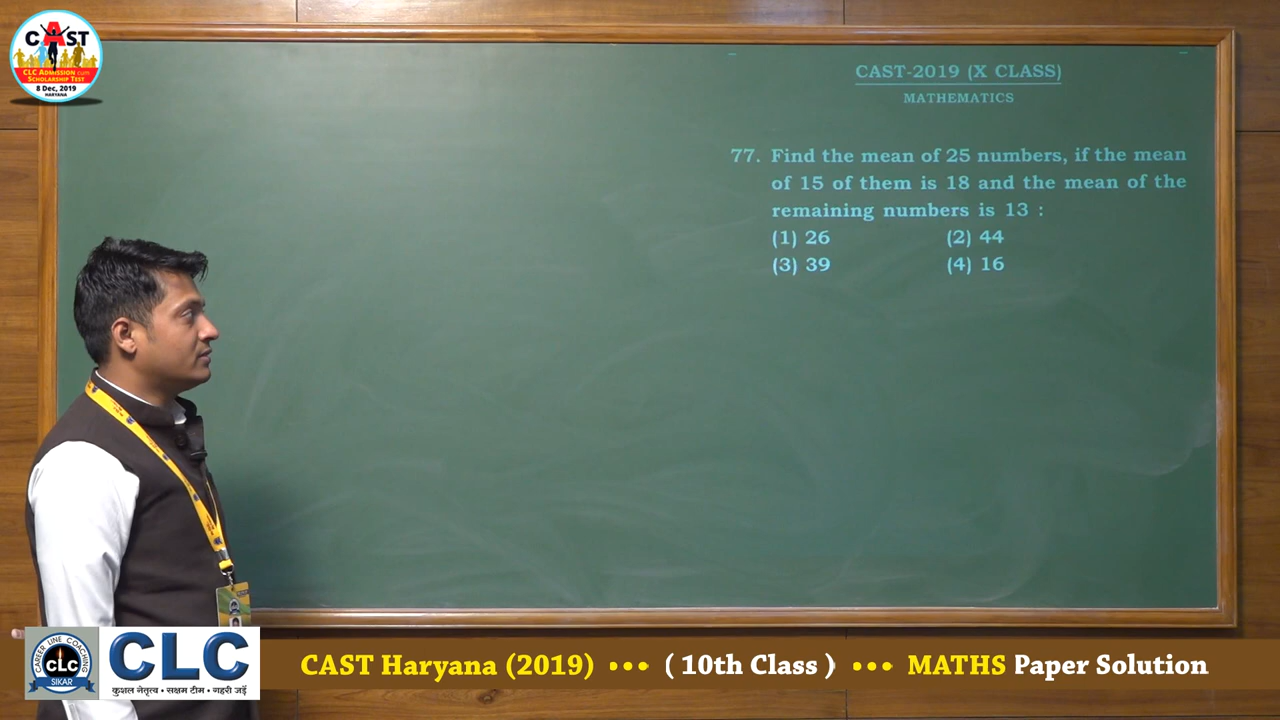 CAST
CLC ADMISSION cum
SCHOLARSHIP TEST
8 Dec, 2019
HARYANA
CAST-2019 (X CLASS)
MATHEMATICS
77. Find the mean of 25 numbers, if the mean
of 15 of them is 18 and the mean of the
remaining numbers is 13 :
(1) 26 (2) 44
(3) 39 (4) 16
CAREER LINE COACHING
CLC
SIKAR
CLC
कुशल नेतृत्व • सक्षम टीम • गहरी जड़ें
CAST Haryana (2019) ••• ( 10th Class ) ••• MATHS Paper Solution